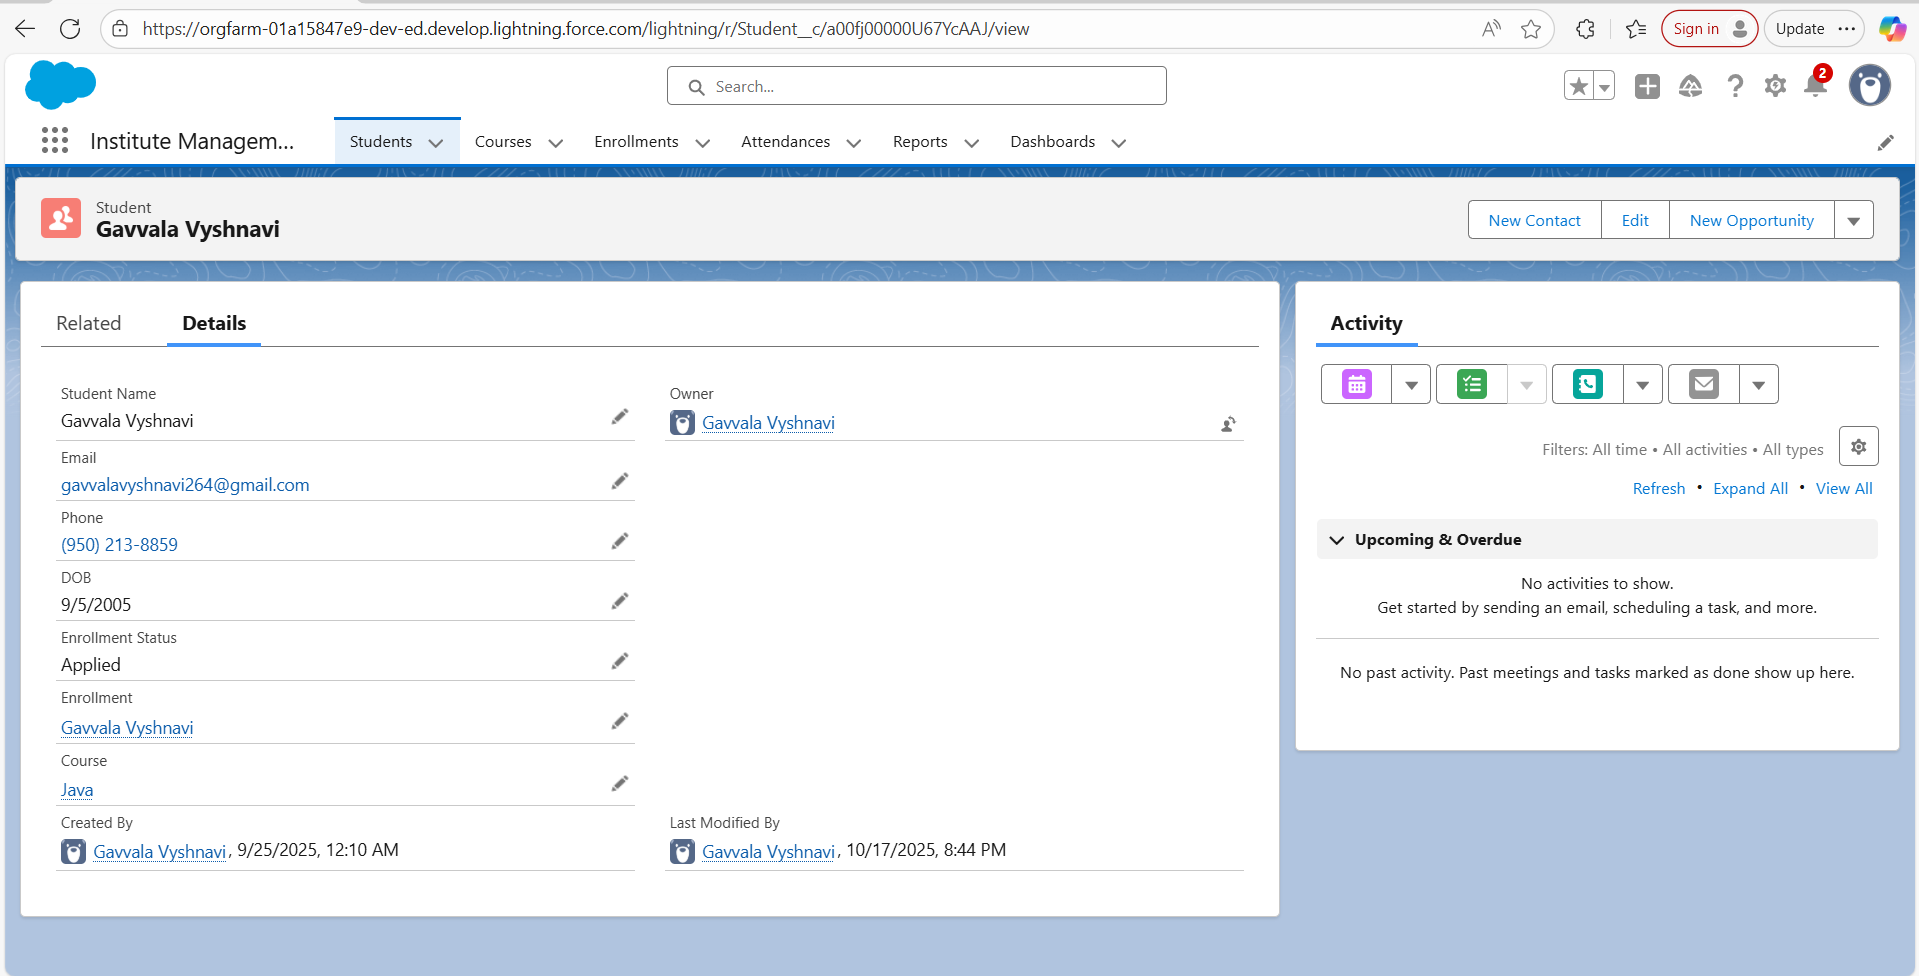 https://orgfarm-01a15847e9-dev-ed.develop.lightning.force.com/lightning/r/Student__c/a00fj00000U67YcAAJ/view
Sign in
Update
Search...
2
Institute Managem...
Students
Courses
Enrollments
Attendances
Reports
Dashboards
Student
Gavvala Vyshnavi
New Contact
Edit
New Opportunity
Related
Details
Student Name
Gavvala Vyshnavi
Owner
Gavvala Vyshnavi
Email
gavvalavyshnavi264@gmail.com
Phone
(950) 213-8859
DOB
9/5/2005
Enrollment Status
Applied
Enrollment
Gavvala Vyshnavi
Course
Java
Created By
Gavvala Vyshnavi, 9/25/2025, 12:10 AM
Last Modified By
Gavvala Vyshnavi, 10/17/2025, 8:44 PM
Activity
Filters: All time • All activities • All types
Refresh • Expand All • View All
Upcoming & Overdue
No activities to show.
Get started by sending an email, scheduling a task, and more.
No past activity. Past meetings and tasks marked as done show up here.